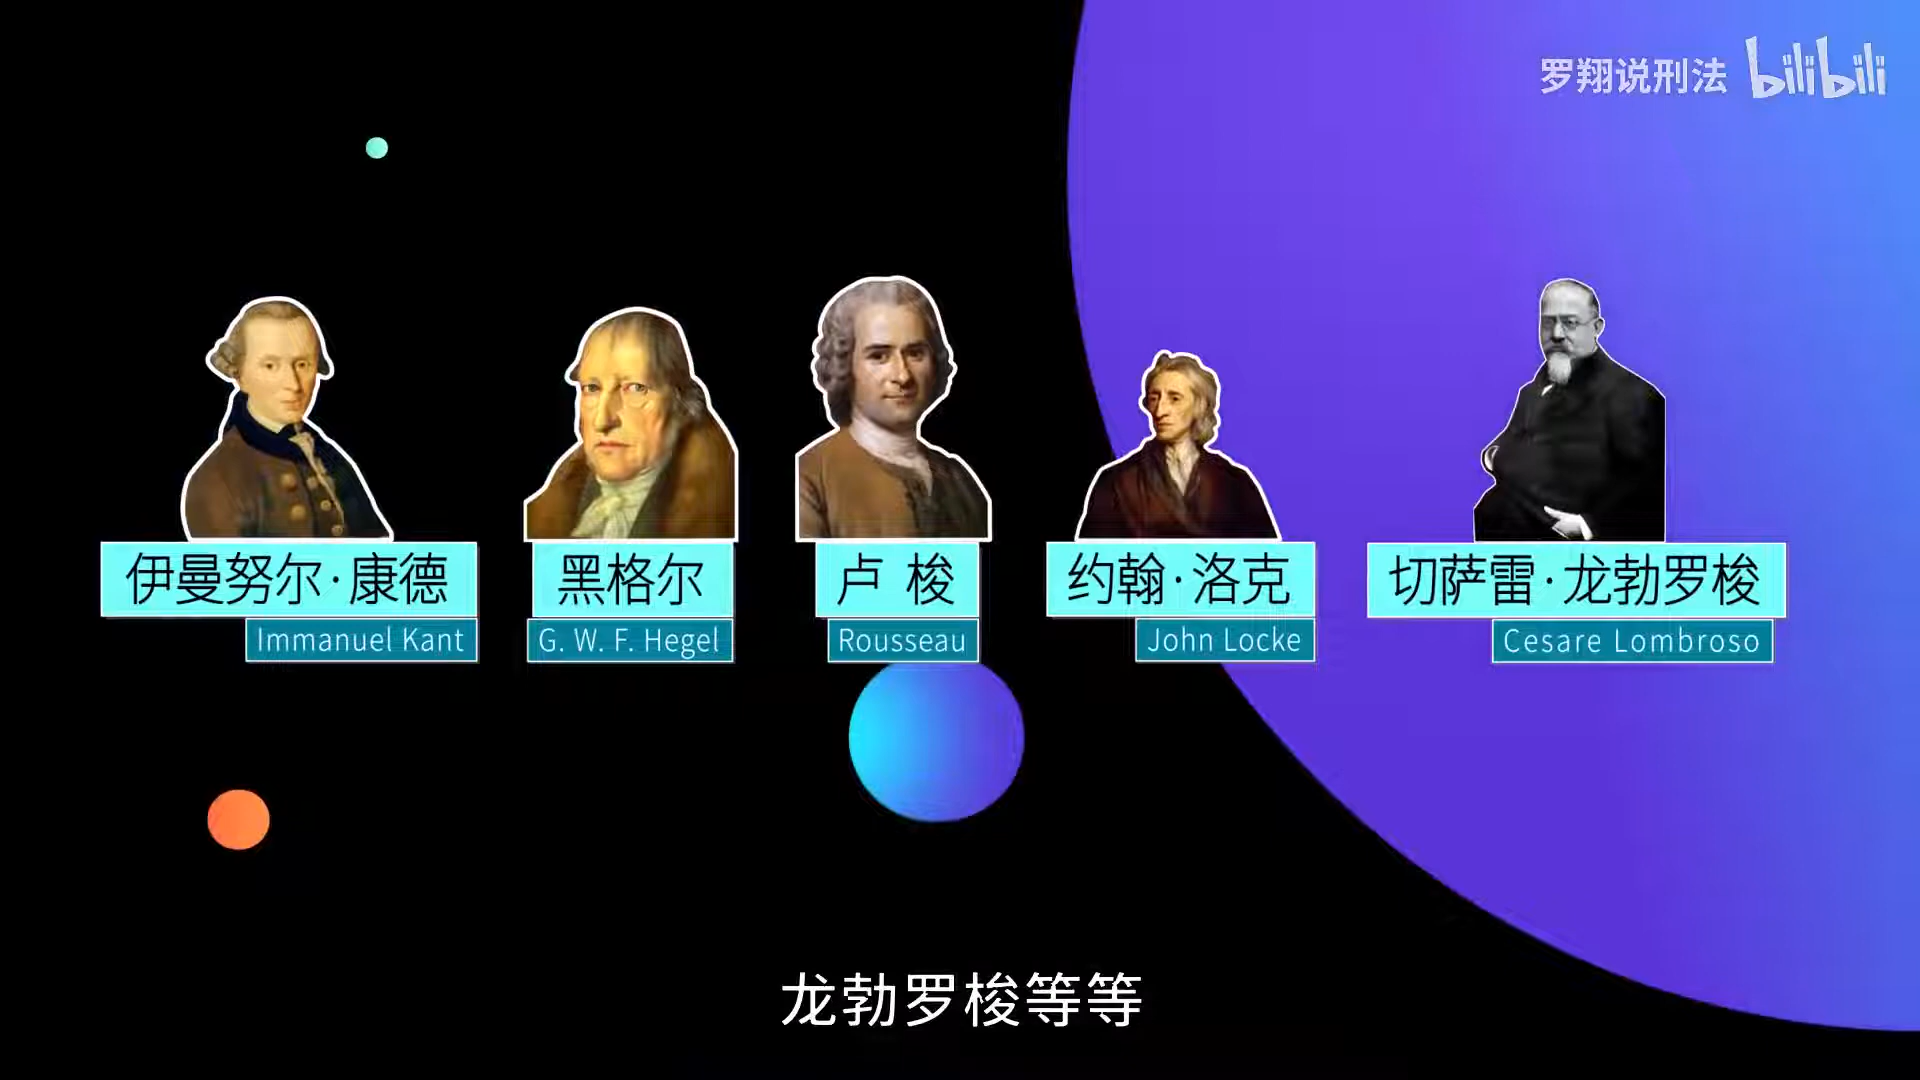 罗翔说刑法 bilibili
伊曼努尔·康德
Immanuel Kant
黑格尔
G. W. F. Hegel
卢梭
Rousseau
约翰·洛克
John Locke
切萨雷·龙勃罗梭
Cesare Lombroso
龙勃罗梭等等